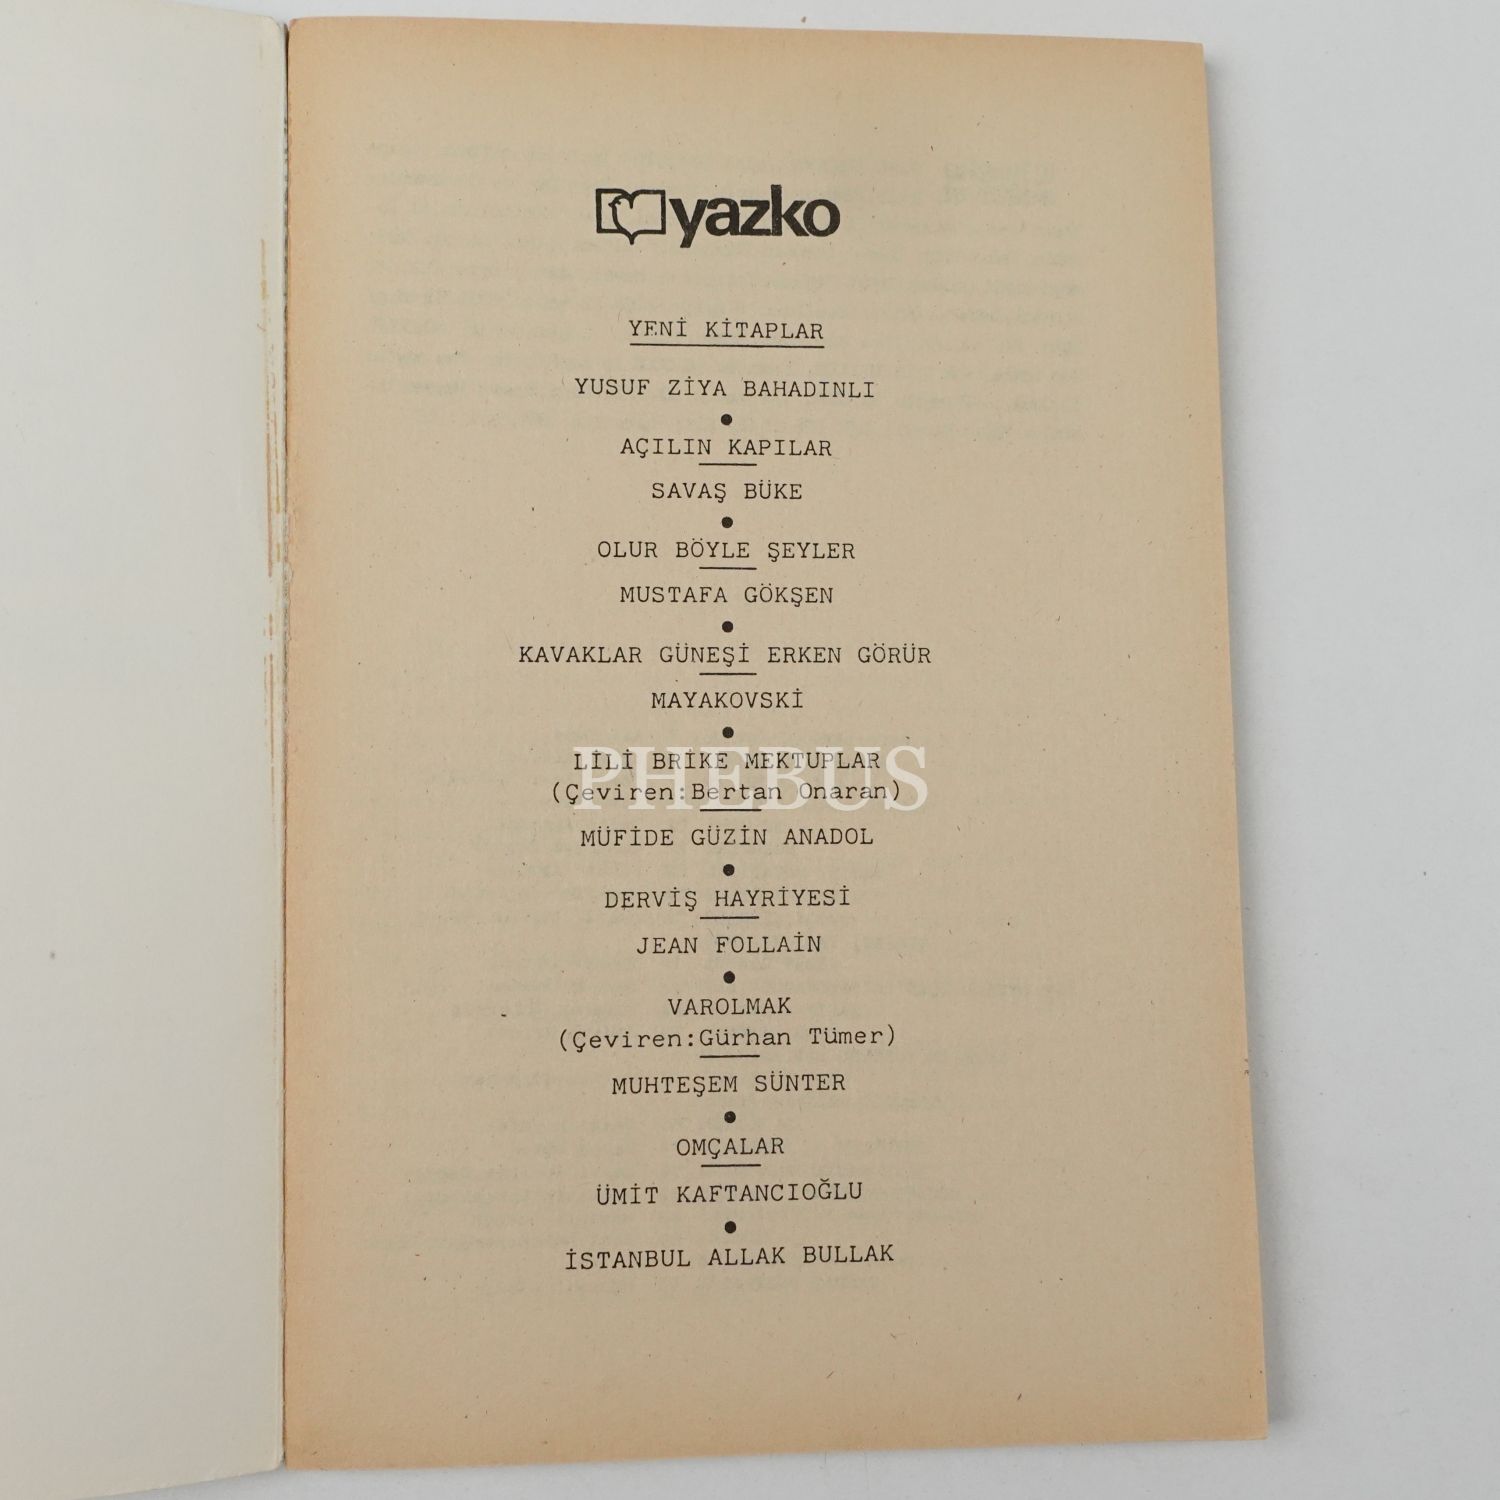 yazko
YENİ KİTAPLAR
YUSUF ZİYA BAHADINLI
AÇILIN KAPILAR
SAVAŞ BÜKE
OLUR BÖYLE ŞEYLER
MUSTAFA GÖKŞEN
KAVAKLAR GÜNEŞİ ERKEN GÖRÜR
MAYAKOVSKİ
LİLİ BRİKE MEKTUPLAR
PHEBUS
(Çeviren:Bertan Onaran)
MÜFİDE GÜZİN ANADOL
DERVİŞ HAYRİYESİ
JEAN FOLLAİN
VAROLMAK
(Çeviren:Gürhan Tümer)
MUHTEŞEM SÜNTER
OMÇALAR
ÜMİT KAFTANCIOĞLU
İSTANBUL ALLAK BULLAK